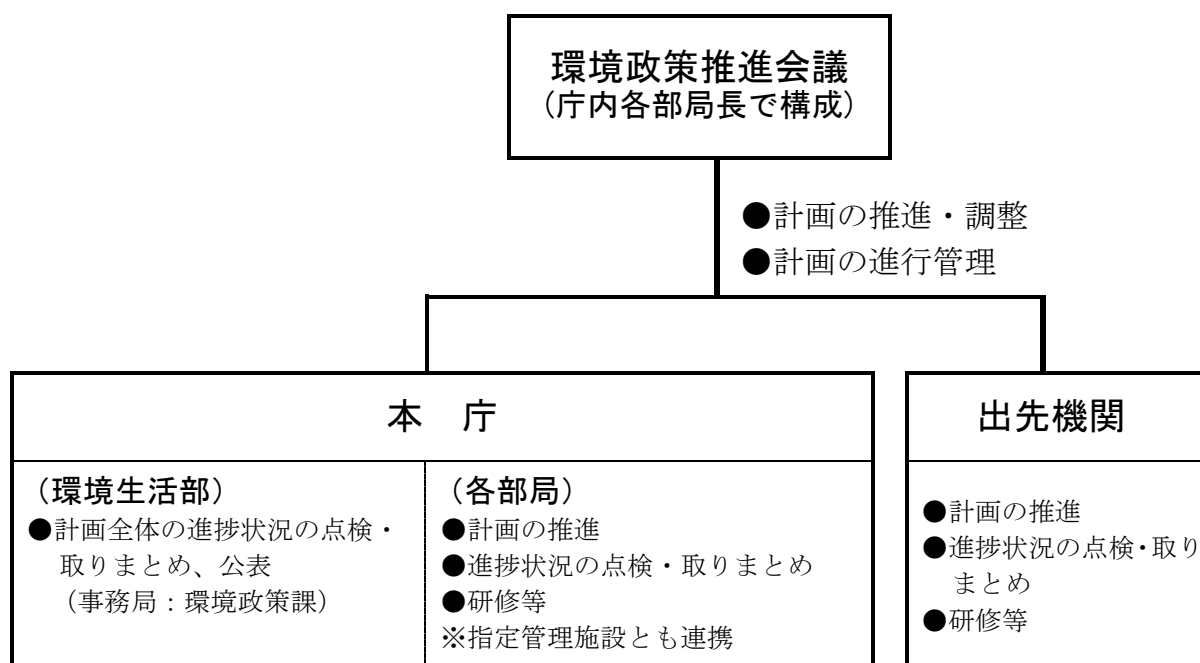 環境政策推進会議
（庁内各部局長で構成）
●計画の推進・調整
●計画の進行管理
本　庁
（環境生活部）
●計画全体の進捗状況の点検・
取りまとめ、公表
（事務局：環境政策課）
（各部局）
●計画の推進
●進捗状況の点検・取りまとめ
●研修等
※指定管理施設とも連携
出先機関
●計画の推進
●進捗状況の点検・取り
まとめ
●研修等